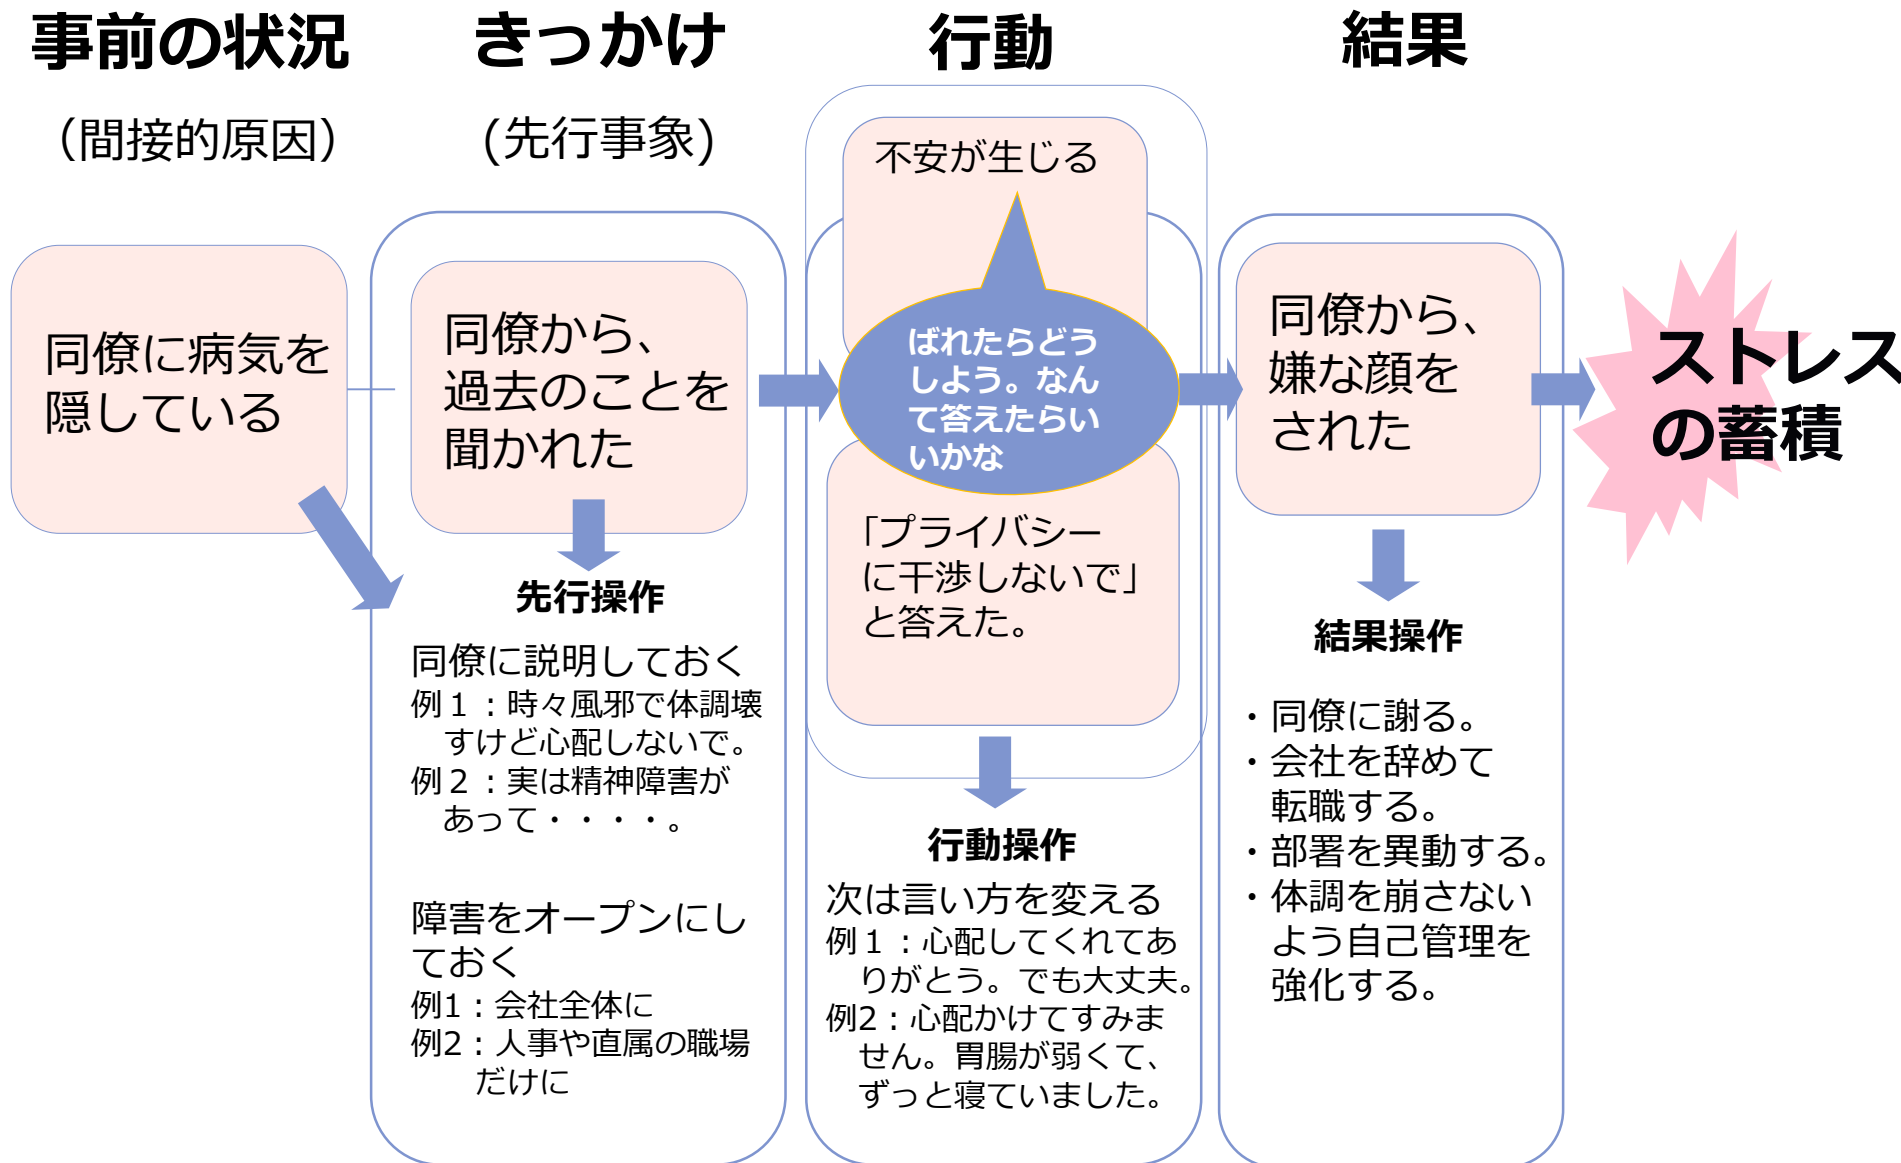 事前の状況
（間接的原因）
同僚に病気を
隠している
きっかけ
(先行事象)
同僚から、
過去のことを
聞かれた
先行操作
同僚に説明しておく
例１：時々風邪で体調壊
すけど心配しないで。
例２：実は精神障害が
あって・・・・。
障害をオープンにし
ておく
例1：会社全体に
例2：人事や直属の職場
だけに
行動
不安が生じる
ばれたらどう
しよう。なん
て答えたらい
いかな
「プライバシー
に干渉しないで」
と答えた。
行動操作
次は言い方を変える
例１：心配してくれてあ
りがとう。でも大丈夫。
例2：心配かけてすみま
せん。胃腸が弱くて、
ずっと寝ていました。
結果
同僚から、
嫌な顔を
された
結果操作
・同僚に謝る。
・会社を辞めて
転職する。
・部署を異動する。
・体調を崩さない
よう自己管理を
強化する。
ストレス
の蓄積